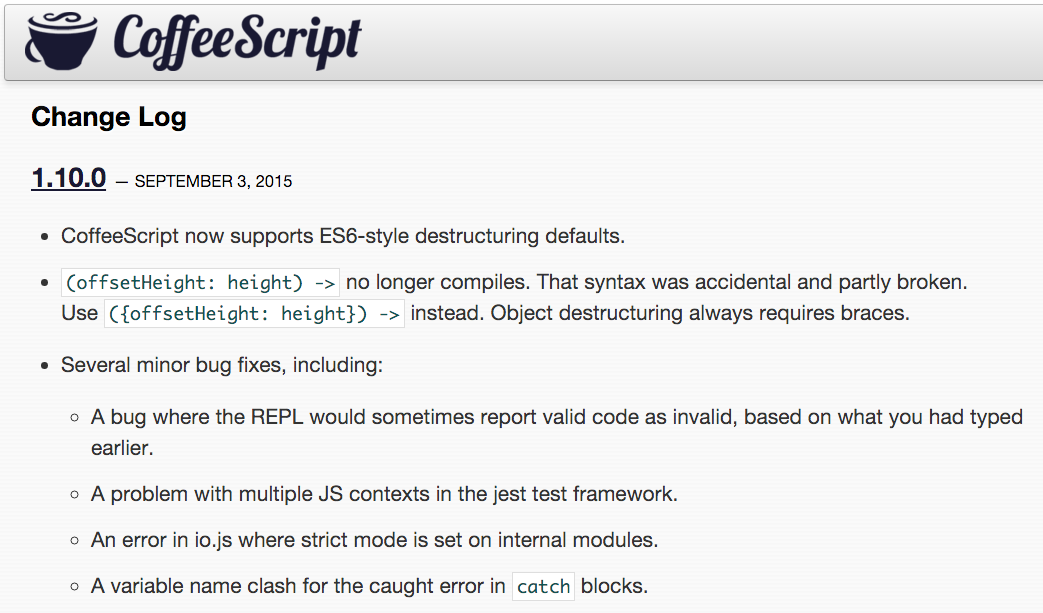 CoffeeScript
Change Log
1.10.0 — SEPTEMBER 3, 2015
• CoffeeScript now supports ES6-style destructuring defaults.
• (offsetHeight: height) -> no longer compiles. That syntax was accidental and partly broken.
Use ({offsetHeight: height}) -> instead. Object destructuring always requires braces.
• Several minor bug fixes, including:
◦ A bug where the REPL would sometimes report valid code as invalid, based on what you had typed
earlier.
◦ A problem with multiple JS contexts in the jest test framework.
◦ An error in io.js where strict mode is set on internal modules.
◦ A variable name clash for the caught error in catch blocks.